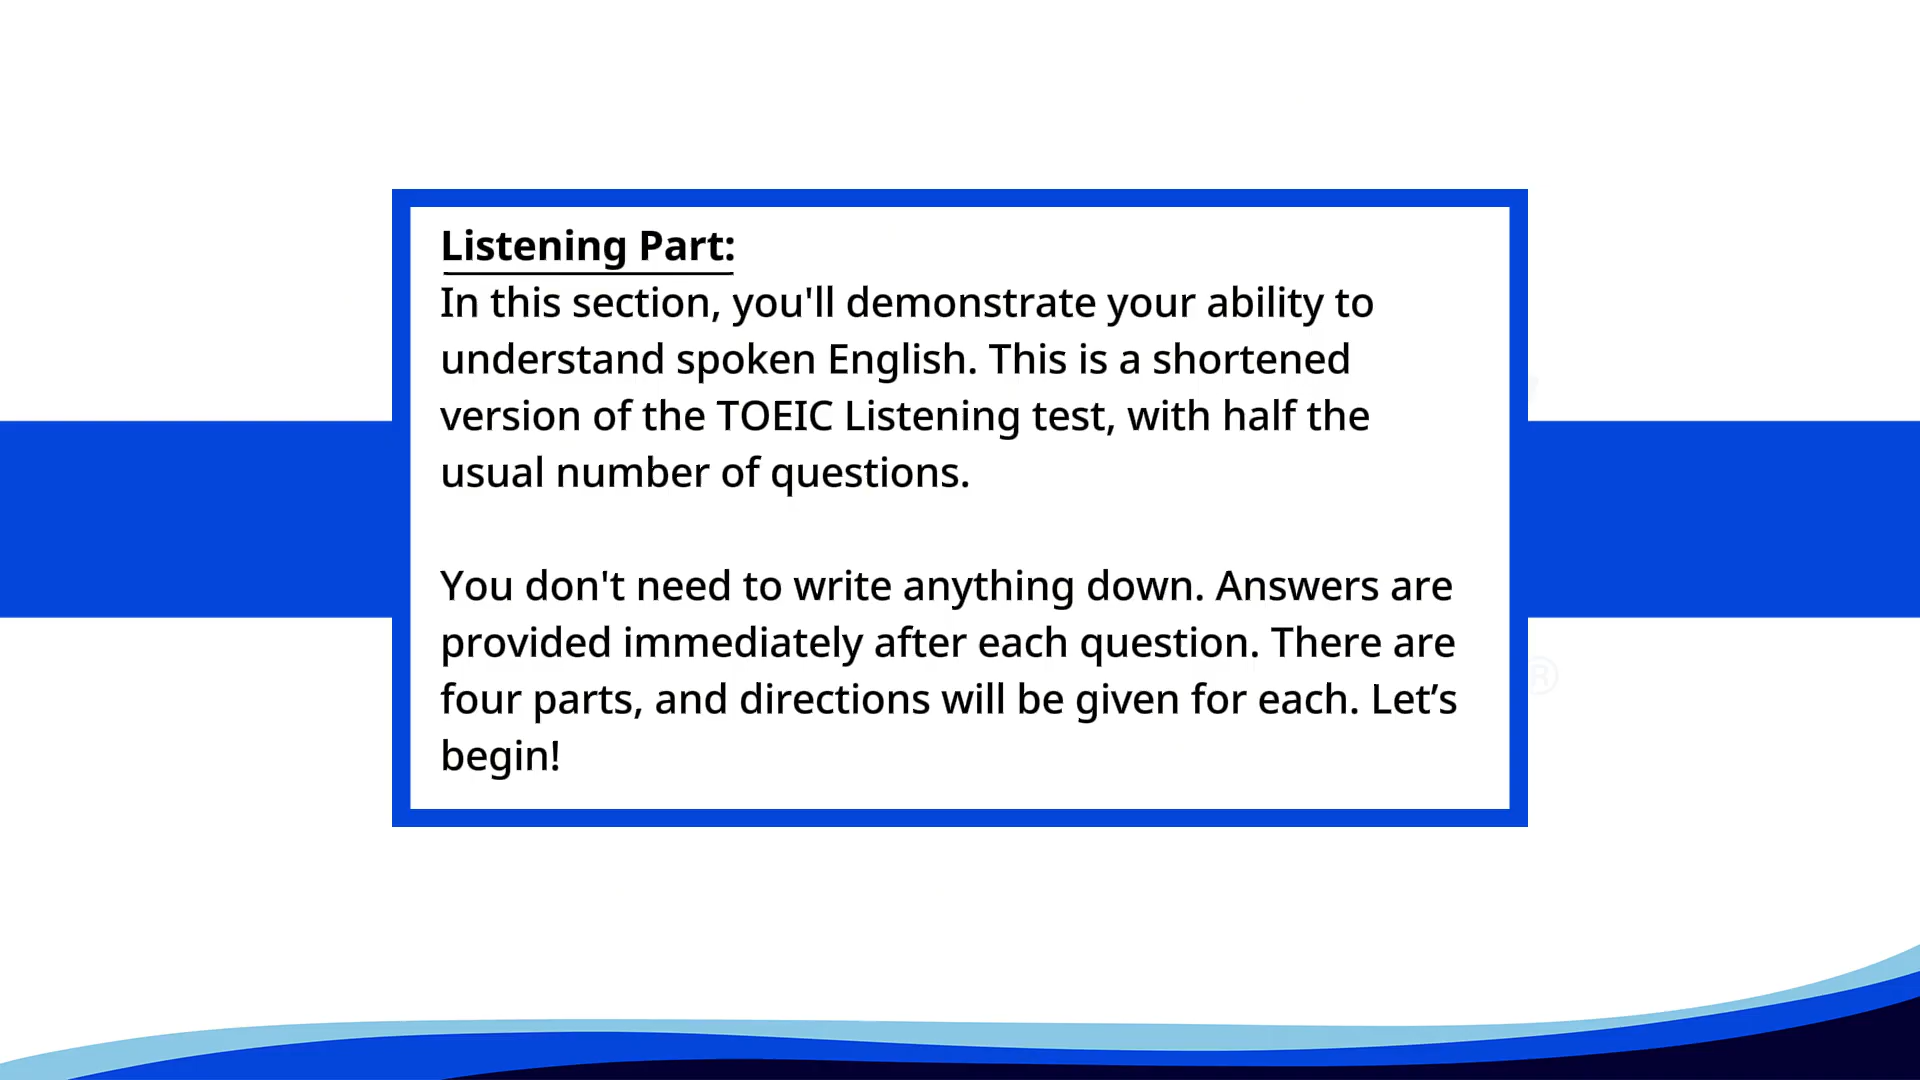 Listening Part:
In this section, you'll demonstrate your ability to
understand spoken English. This is a shortened
version of the TOEIC Listening test, with half the
usual number of questions.
You don't need to write anything down. Answers are
provided immediately after each question. There are
four parts, and directions will be given for each. Let’s
begin!
®